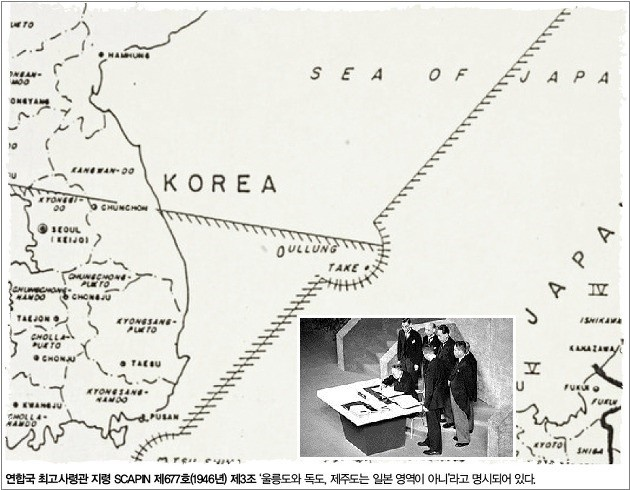 UKTO
HAMHUNG
SEA OF JAPA
KANGWAN-DO
KOREA
KYONGGI-
DO
CHUNCHON
SEOUL
(KEIJO)
ULLUNG
TAKE
CHUNGCHONG-
PUKTO
CHUNGCHONG-
NAMDO
CHONGJU
JAPA
IV
TAEJON
KYONGSANG-
PUKTO
ISHIKAWA
CHOLLA-
PUKTO
KANAZAWA
CHONJU
TAEGU
V
FUKUI
KYONGSANG-
NAMDO
KWANGJU
PUSAN
CHOLLA-
NAMDO
KYOTO
SHIGA
연합국 최고사령관 지령 SCAPIN 제677호(1946년) 제3조 '울릉도와 독도, 제주도는 일본 영역이 아니'라고 명시되어 있다.